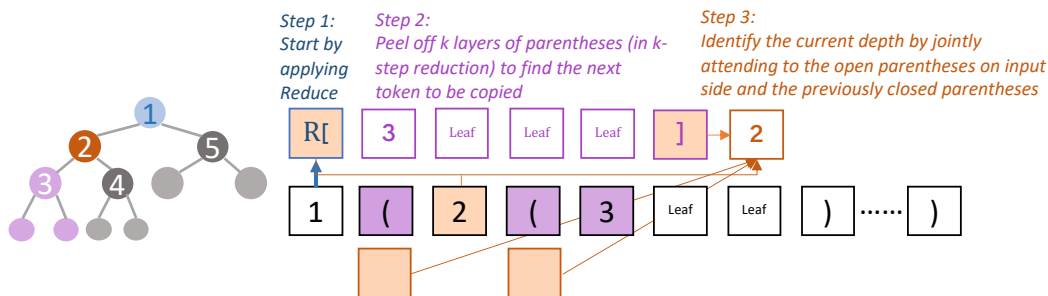 Step 1:
Start by
applying
Reduce
Step 2:
Peel off k layers of parentheses (in k-
step reduction) to find the next
token to be copied
Step 3:
Identify the current depth by jointly
attending to the open parentheses on input
side and the previously closed parentheses
1
2
5
3
4
R[ 3 Leaf Leaf Leaf ] 2
1 ( 2 ( 3 Leaf Leaf ) ...... )